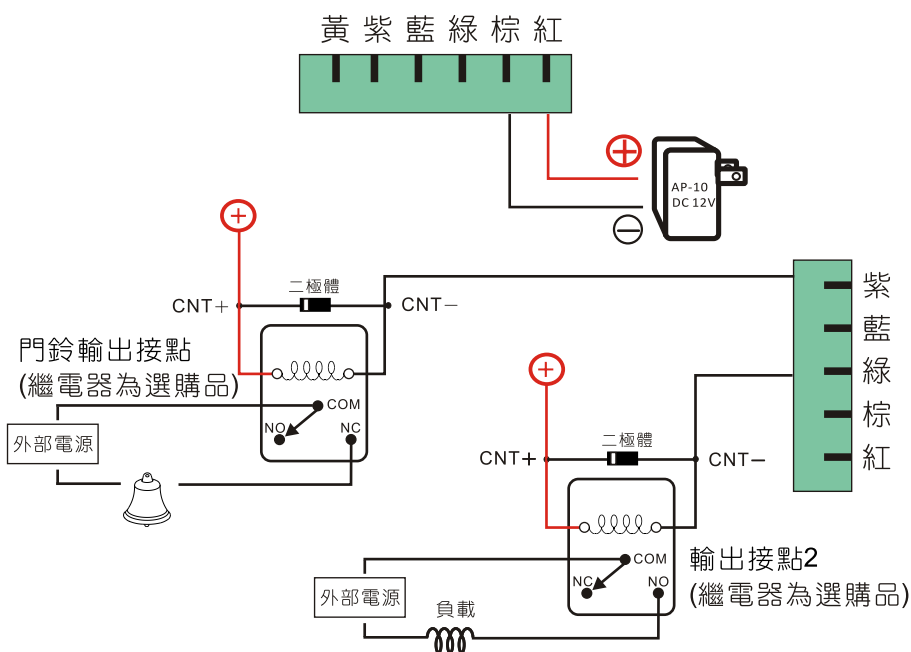 黃 紫 藍 綠 棕 紅
AP-10
DC 12V
二極體
CNT+
CNT−
門鈴輸出接點
(繼電器為選購品)
COM
NO
NC
外部電源
紫
藍
綠
棕
紅
二極體
CNT+
CNT−
COM
NC
NO
輸出接點2
(繼電器為選購品)
外部電源
負載